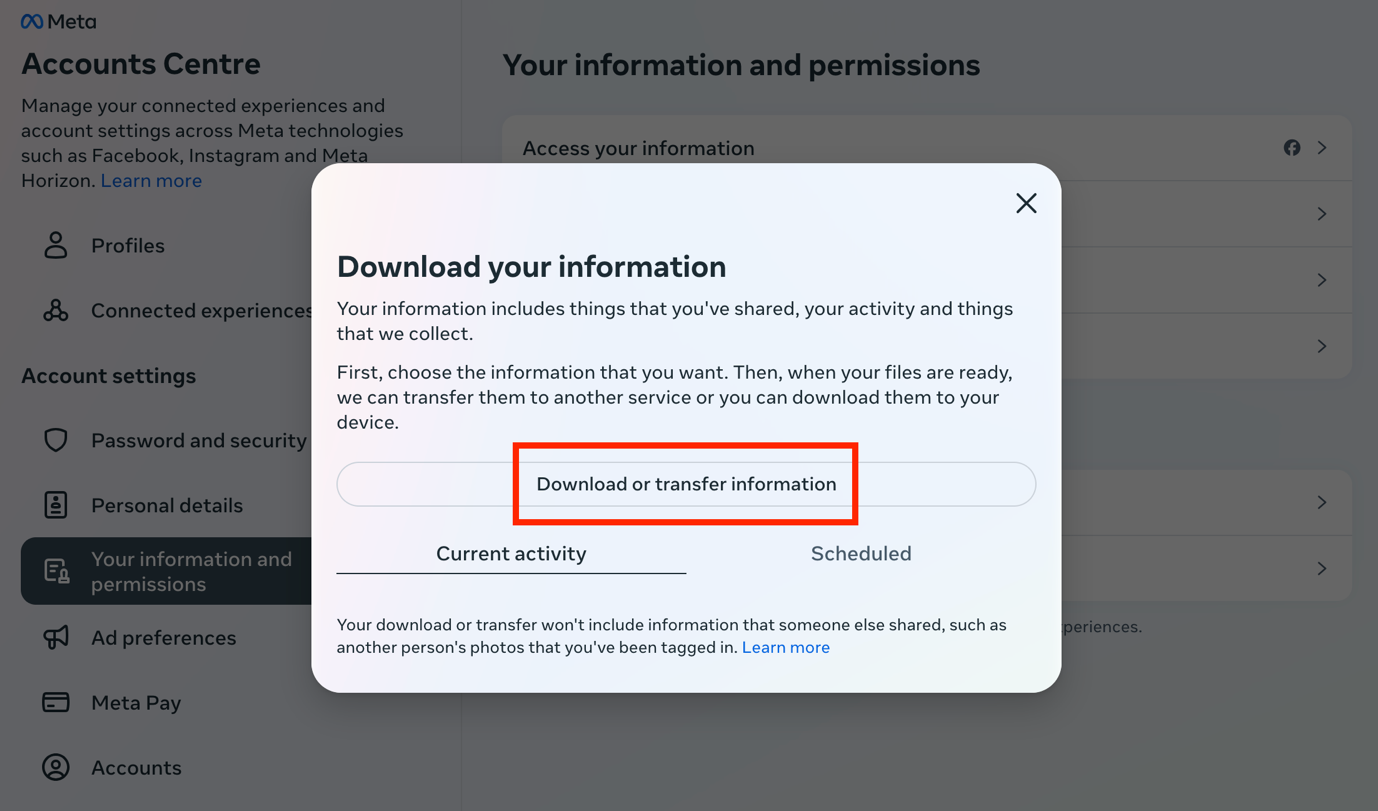 Meta
Accounts Centre
Manage your connected experiences and
account settings across Meta technologies
such as Facebook, Instagram and Meta
Horizon. Learn more
Profiles
Connected experiences
Account settings
Password and security
Personal details
Your information and
permissions
Ad preferences
Meta Pay
Accounts
Your information and permissions
Access your information
Download your information
Your information includes things that you've shared, your activity and things
that we collect.
First, choose the information that you want. Then, when your files are ready,
we can transfer them to another service or you can download them to your
device.
Download or transfer information
Current activity
Scheduled
Your download or transfer won't include information that someone else shared, such as
another person's photos that you've been tagged in. Learn more